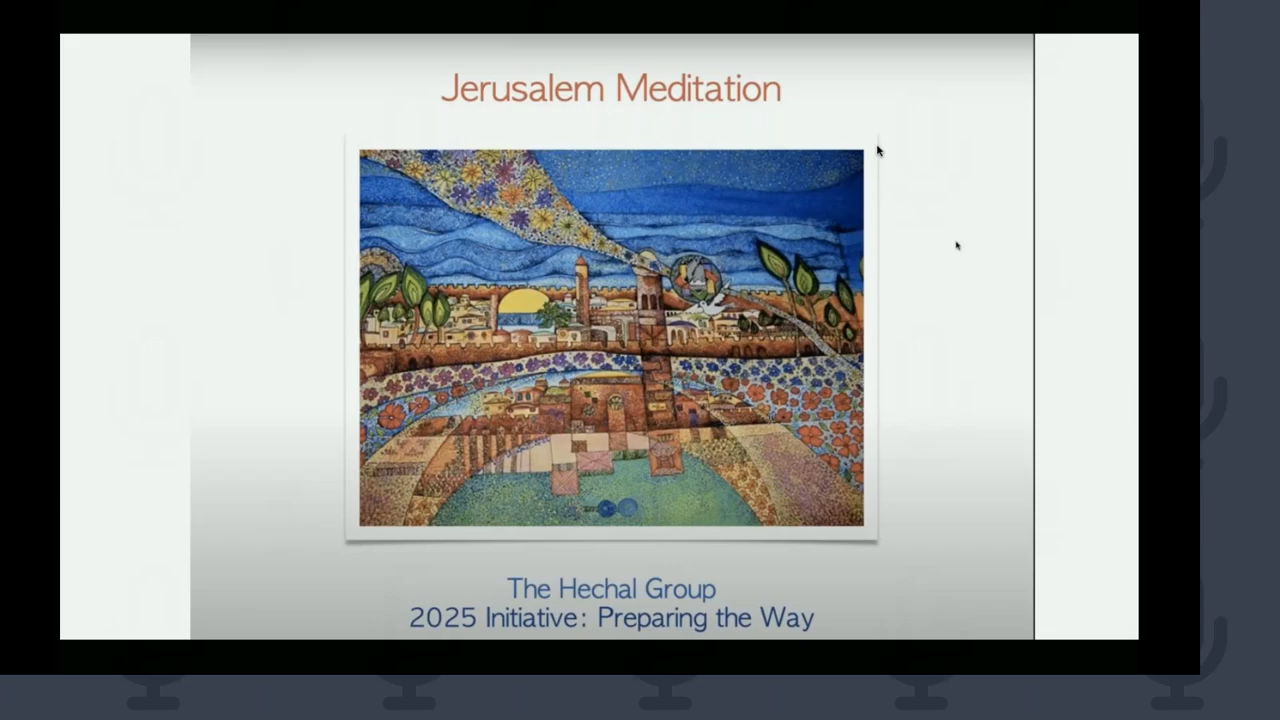 Jerusalem Meditation
The Hechal Group
2025 Initiative: Preparing the Way